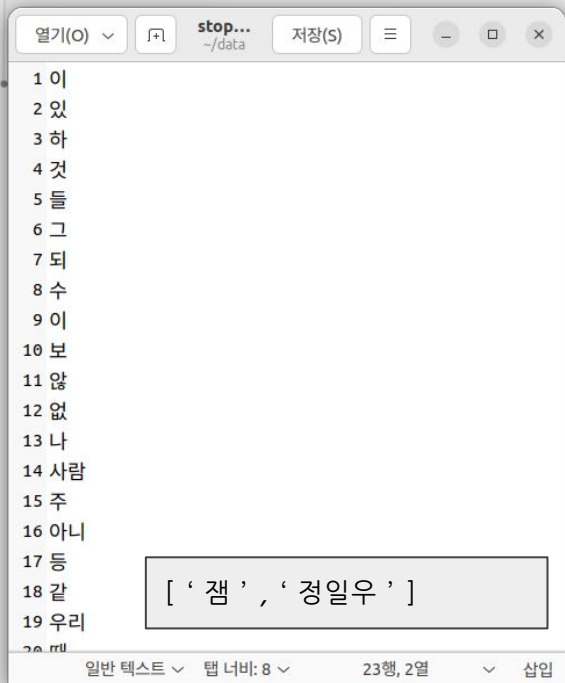 열기(O)
stop...
~/data
저장(S)
1 이
2 있
3 하
4 것
5 들
6 그
7 되
8 수
9 이
10 보
11 않
12 없
13 나
14 사람
15 주
16 아니
17 등
18 같
19 우리
20 때
[ ‘ 잼 ’ , ‘ 정일우 ’ ]
일반 텍스트 탭 너비: 8 23행, 2열 삽입